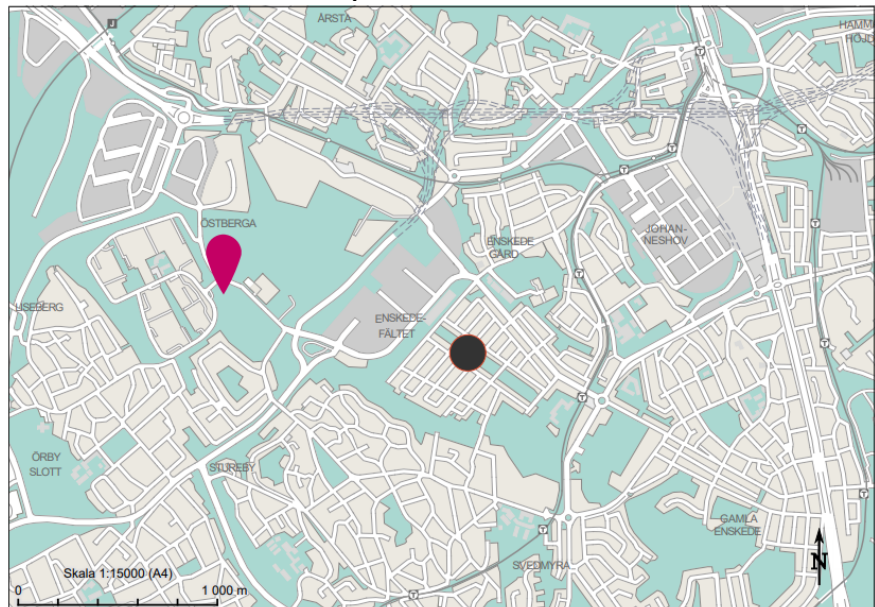 ÅRSTA
J
HAMM
HÖJD
T
T
T
T
ÖSTBERGA
ENSKEDE
GÅRD
JOHAN-
NESHOV
T
T
LISEBERG
ENSKEDE-
FÄLTET
T
T
T
ÖRBY
SLOTT
STUREBY
T
T
GAMLA
ENSKEDE
SVEDMYRA
N
Skala 1:15000 (A4)
0
1 000 m
T